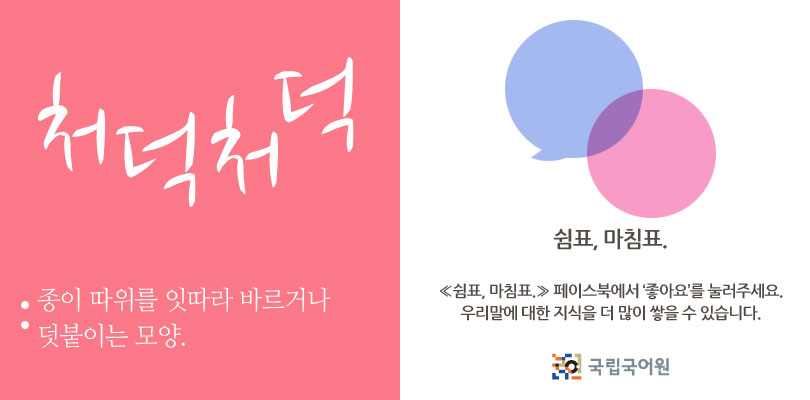 처덕처덕
종이 따위를 잇따라 바르거나
덧붙이는 모양.
쉼표, 마침표.
≪쉼표, 마침표.≫ 페이스북에서 ‘좋아요’를 눌러주세요.
우리말에 대한 지식을 더 많이 쌓을 수 있습니다.
국립국어원